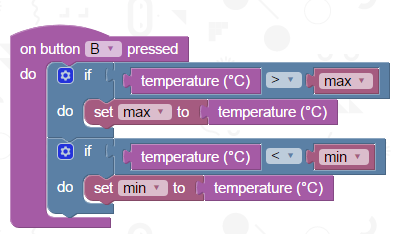 on button B pressed
do if temperature (°C) > max
do set max to temperature (°C)
if temperature (°C) < min
do set min to temperature (°C)